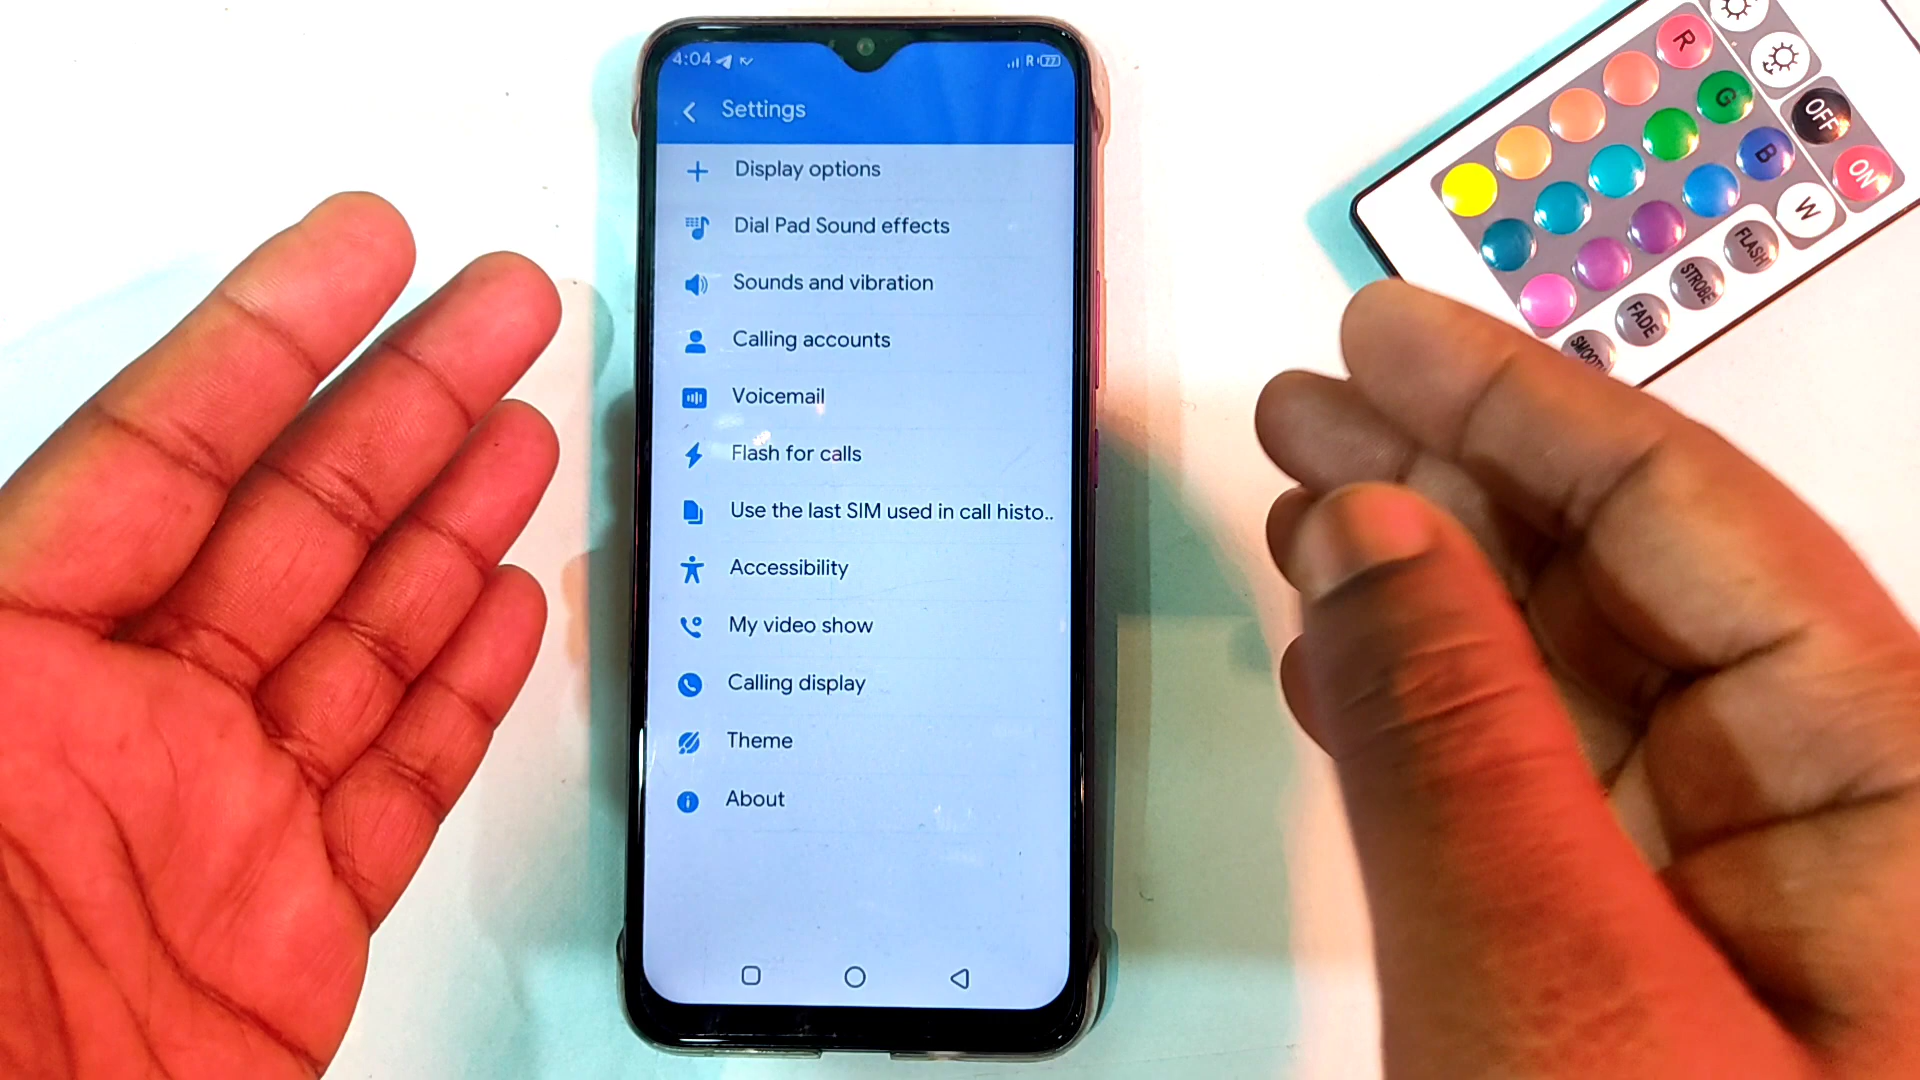 4:04
R 77
Settings
Display options
Dial Pad Sound effects
Sounds and vibration
Calling accounts
Voicemail
Flash for calls
Use the last SIM used in call histo..
Accessibility
My video show
Calling display
Theme
About
R
G
B
W
OFF
ON
FLASH
STROBE
FADE
SMOOTH